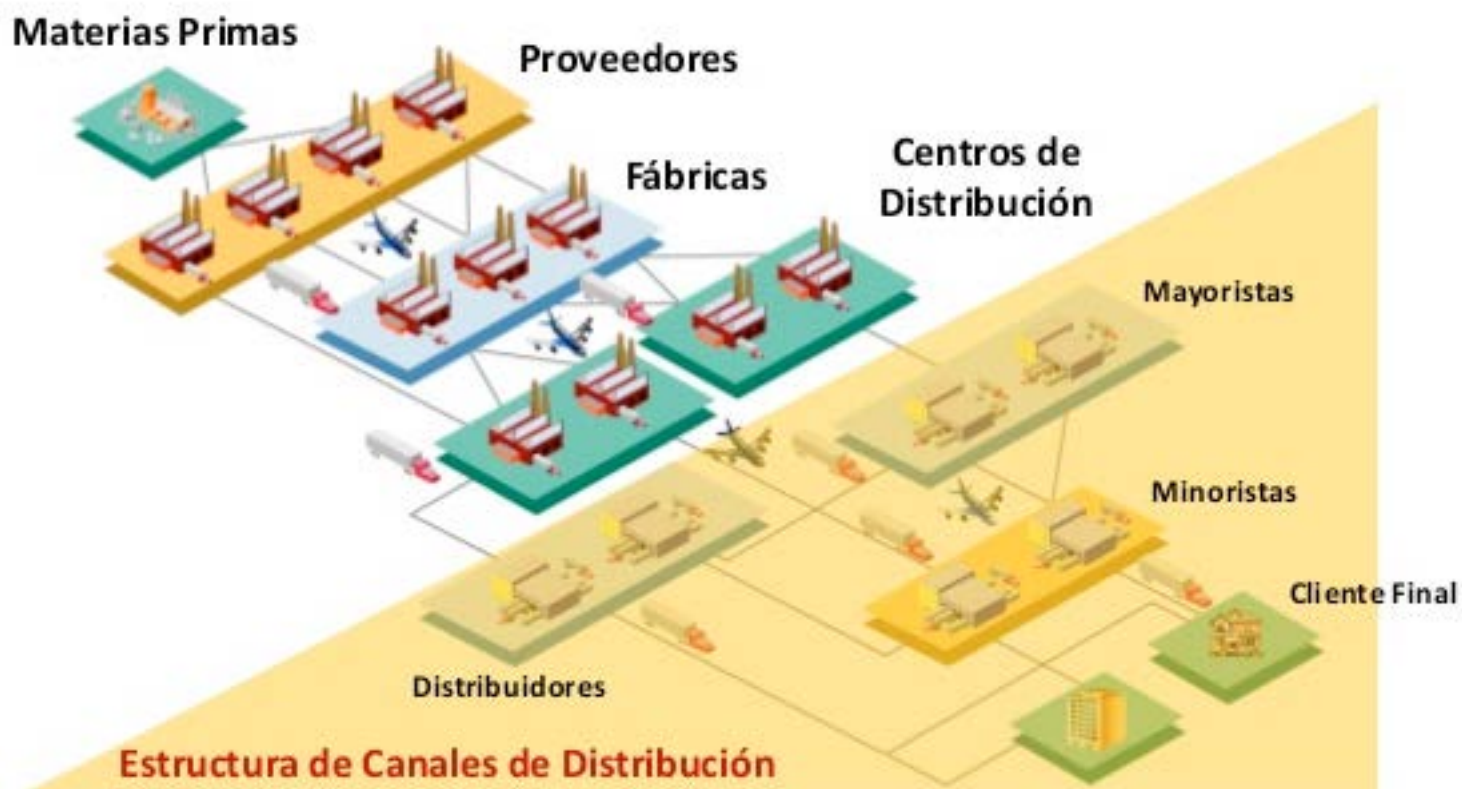 Materias Primas
Proveedores
Fábricas
Centros de
Distribución
Mayoristas
Minoristas
Cliente Final
Distribuidores
Estructura de Canales de Distribución